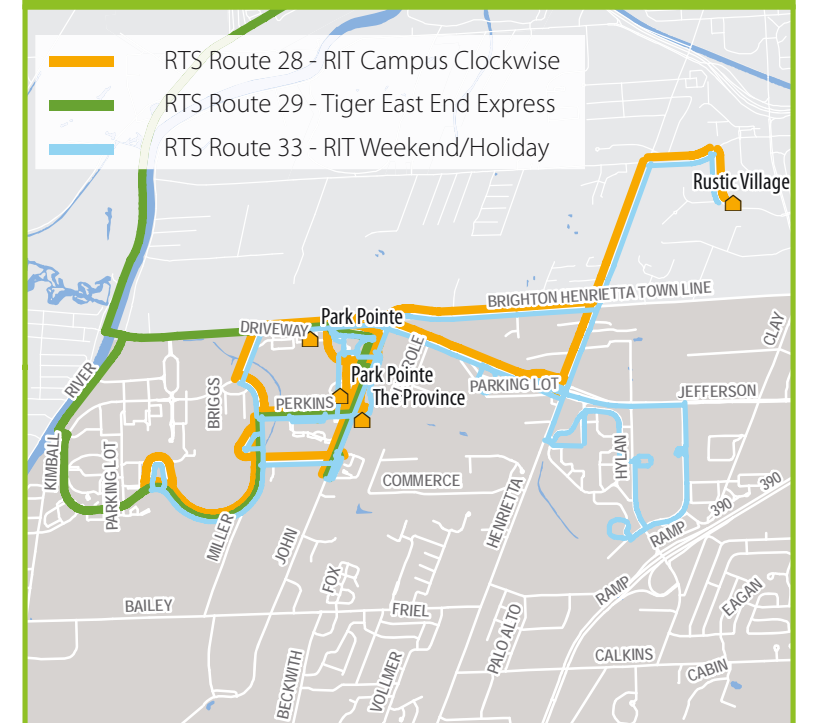 RTS Route 28 - RIT Campus Clockwise
RTS Route 29 - Tiger East End Express
RTS Route 33 - RIT Weekend/Holiday
Rustic Village
BRIGHTON HENRIETTA TOWN LINE
Park Pointe
DRIVEWAY
CLAY
ROLE
RIVER
Park Pointe
PARKING LOT
JEFFERSON
BRIGGS
PERKINS
The Province
KIMBALL
PARKING LOT
HYLAN
COMMERCE
HENRIETTA
390
390
RAMP
MILLER
JOHN
FOX
RAMP
EAGAN
BAILEY
FRIEL
PALO ALTO
CALKINS
CABIN
BECKWITH
VOLLMER